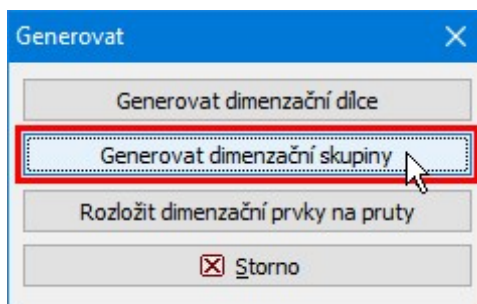 Generovat
Generovat dimenzační dílce
Generovat dimenzační skupiny
Rozložit dimenzační prvky na pruty
Storno